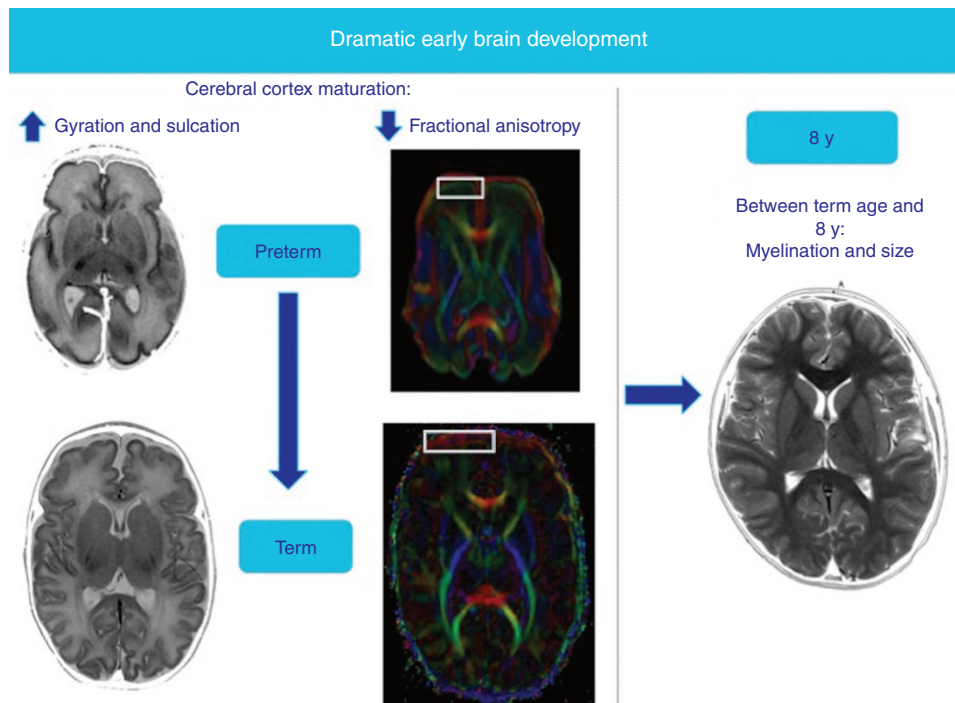 Dramatic early brain development
Cerebral cortex maturation:
Gyration and sulcation
Fractional anisotropy
Preterm
Term
8 y
Between term age and
8 y:
Myelination and size
A